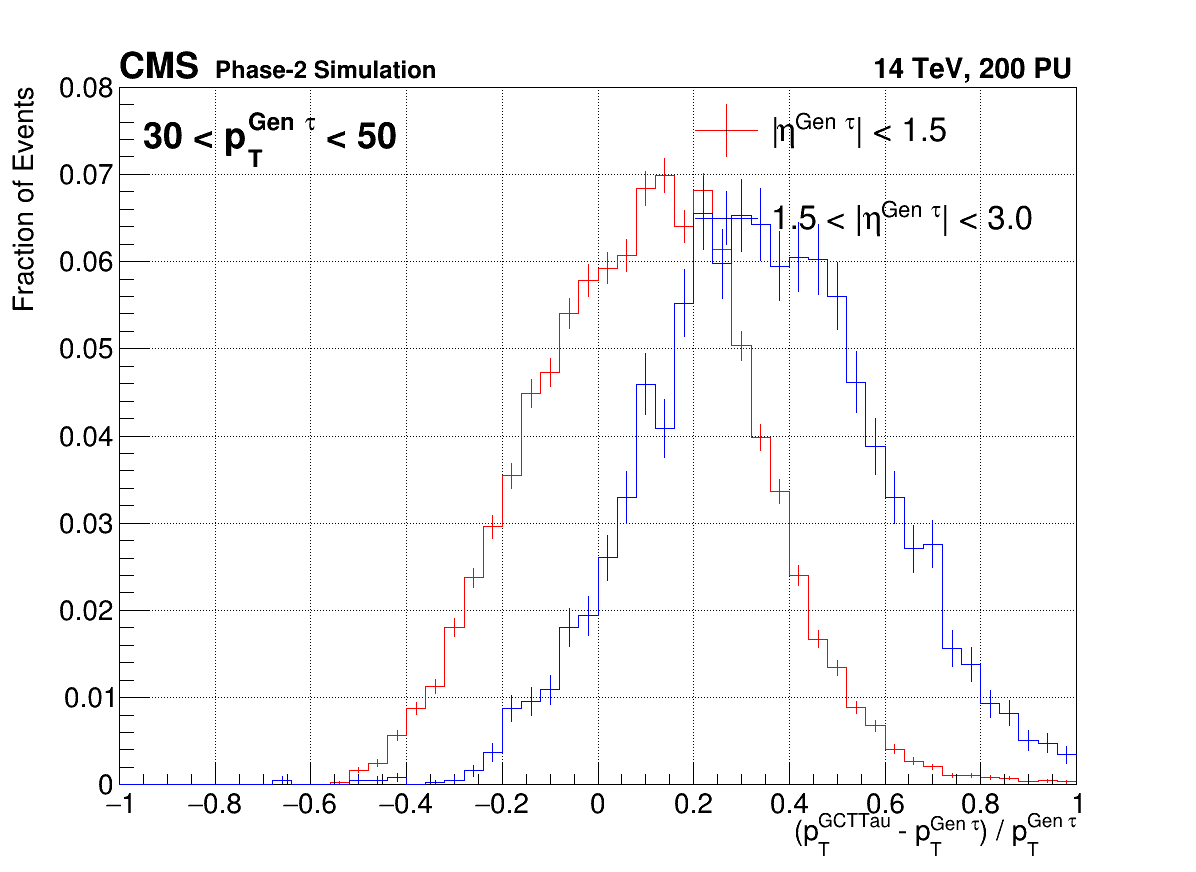 CMS Phase-2 Simulation 14 TeV, 200 PU
Fraction of Events
30 < p_T^{Gen τ} < 50
|η^{Gen τ}| < 1.5
1.5 < |η^{Gen τ}| < 3.0
0.08
0.07
0.06
0.05
0.04
0.03
0.02
0.01
0
−1 −0.8 −0.6 −0.4 −0.2 0 0.2 0.4 0.6 0.8 1
(p_T^{GCTTau} - p_T^{Gen τ}) / p_T^{Gen τ}